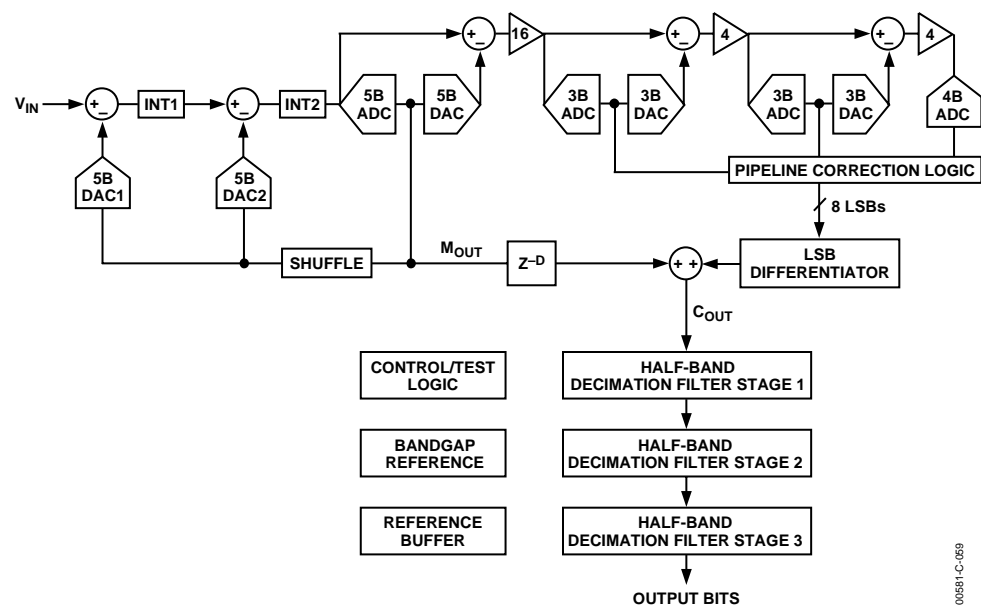 16
4
4
V_IN
INT1
INT2
5B
ADC
5B
DAC
3B
ADC
3B
DAC
3B
ADC
3B
DAC
4B
ADC
5B
DAC1
5B
DAC2
PIPELINE CORRECTION LOGIC
8 LSBs
SHUFFLE
M_OUT
Z^–D
LSB
DIFFERENTIATOR
C_OUT
CONTROL/TEST
LOGIC
HALF-BAND
DECIMATION FILTER STAGE 1
BANDGAP
REFERENCE
HALF-BAND
DECIMATION FILTER STAGE 2
REFERENCE
BUFFER
HALF-BAND
DECIMATION FILTER STAGE 3
OUTPUT BITS
00581-C-059